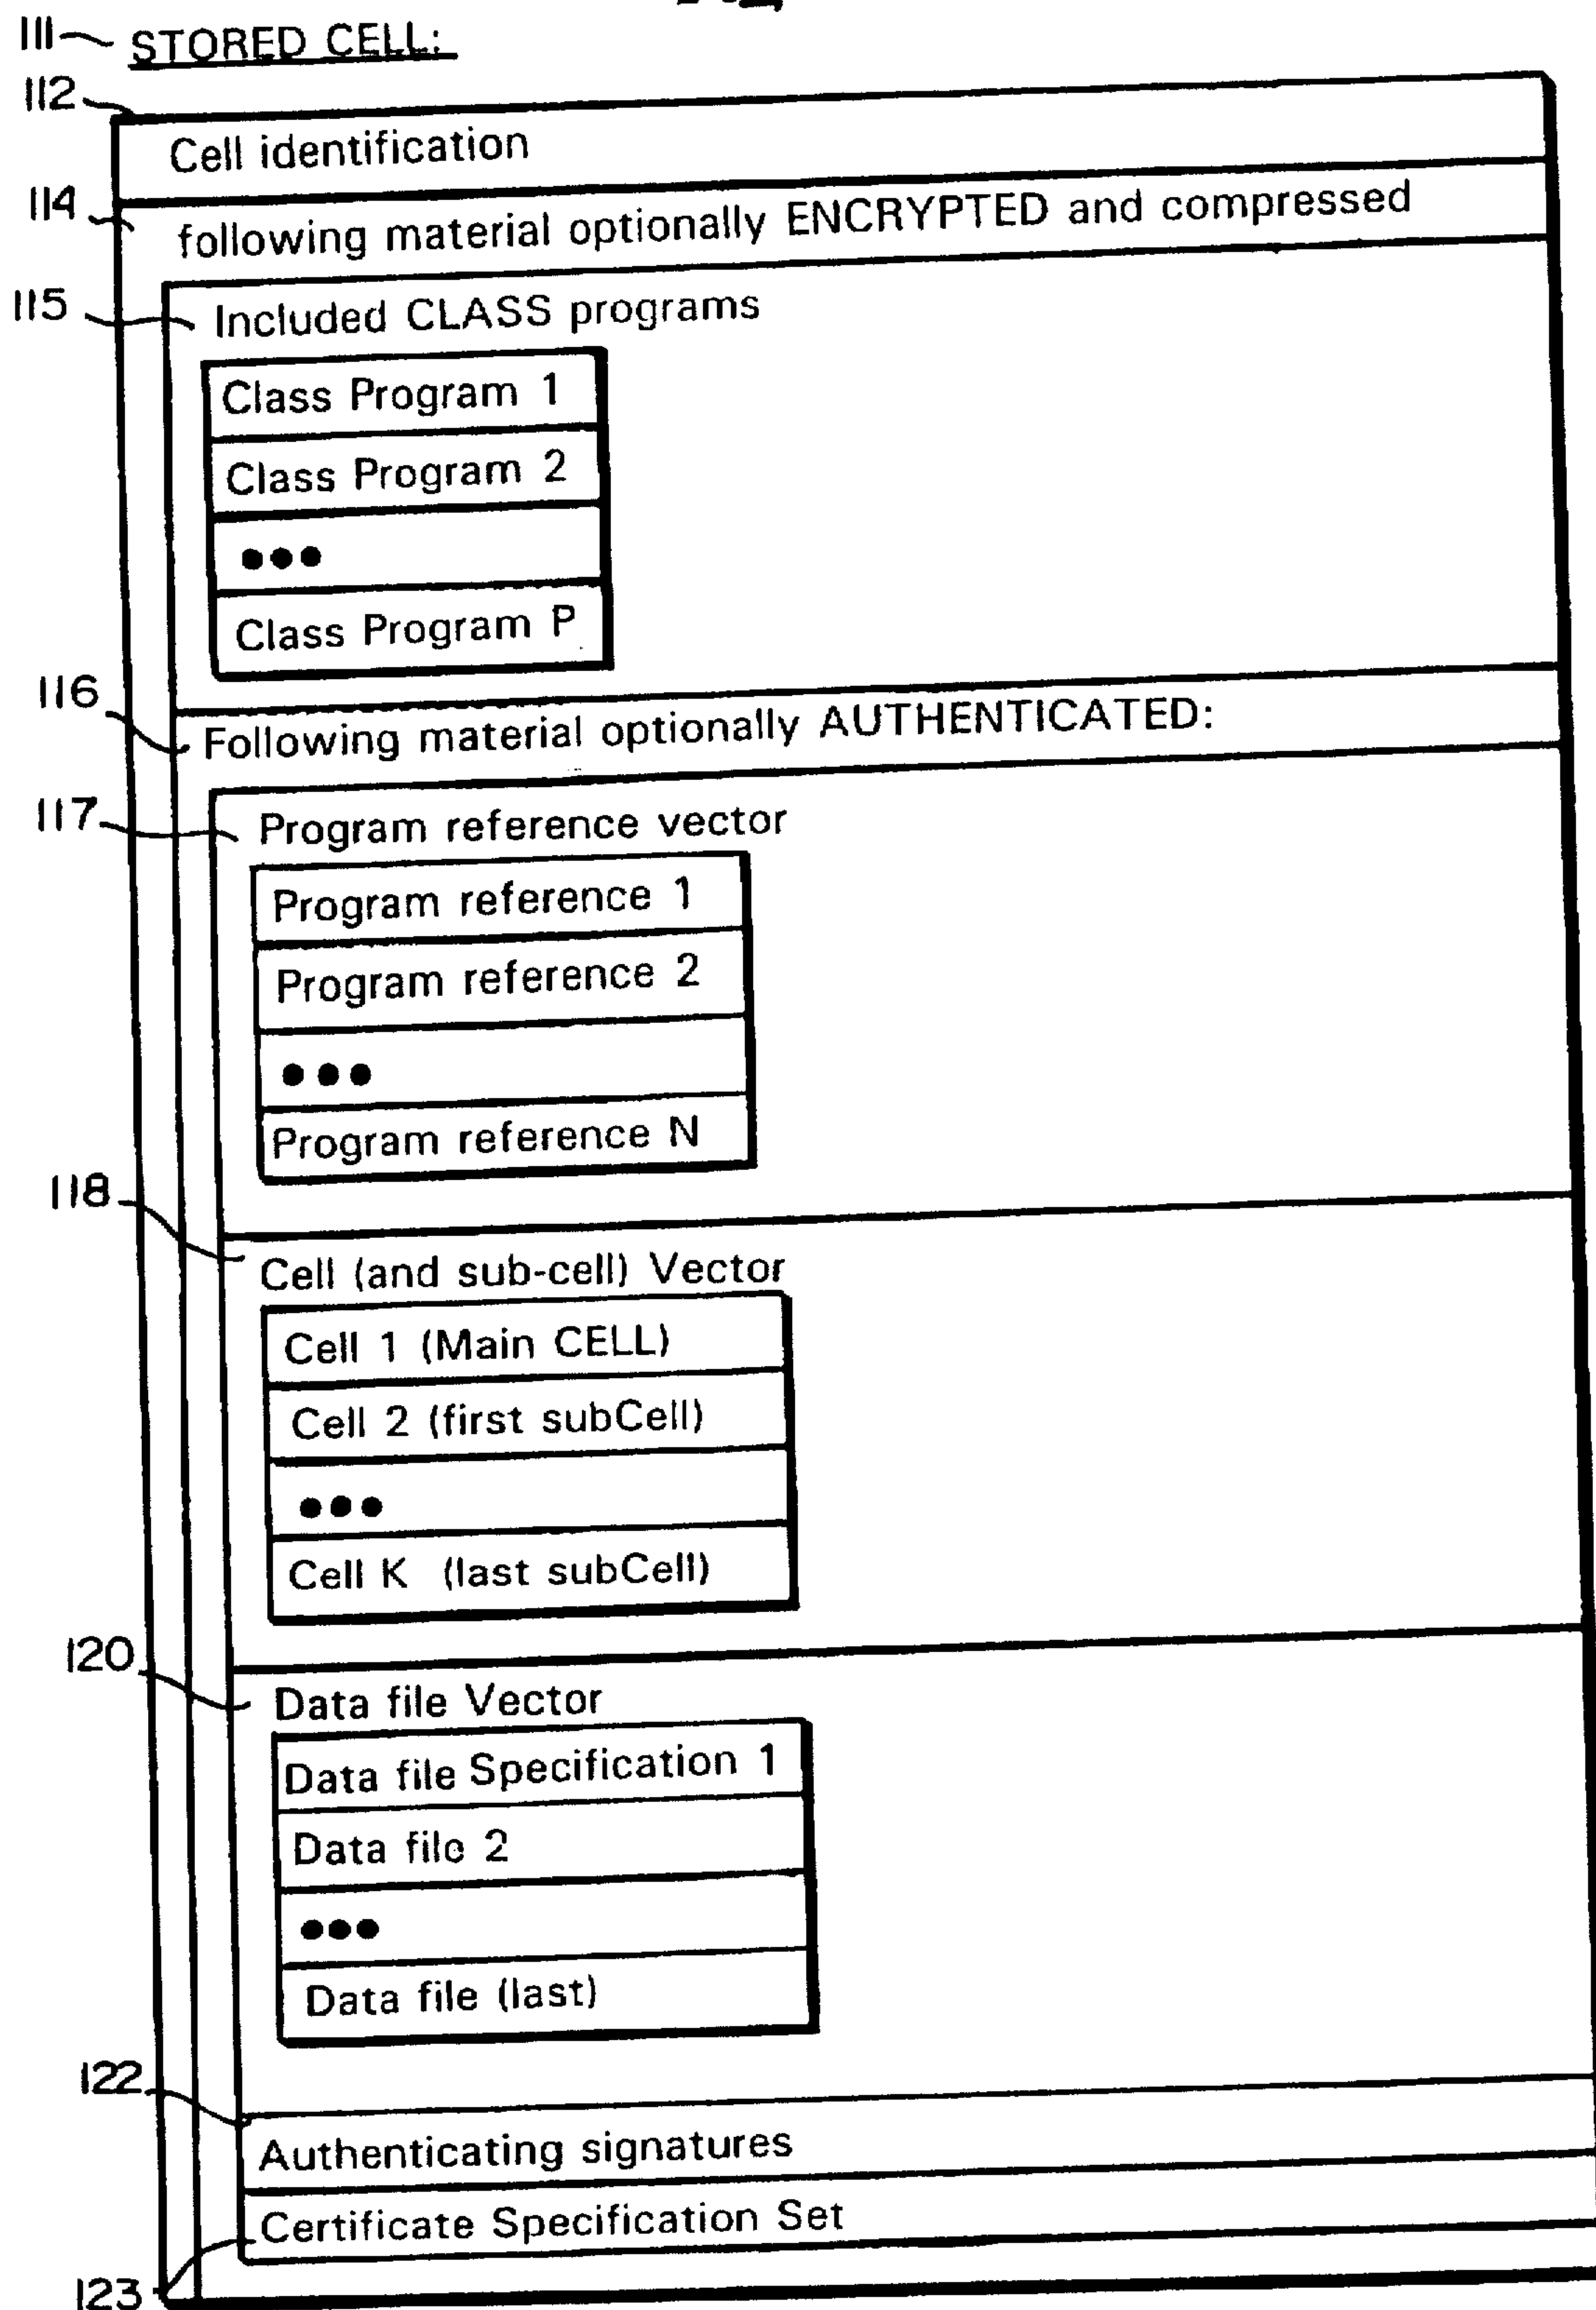 111 STORED CELL:
112
Cell identification
114
following material optionally ENCRYPTED and compressed
115
Included CLASS programs
Class Program 1
Class Program 2
•••
Class Program P
116
Following material optionally AUTHENTICATED:
117
Program reference vector
Program reference 1
Program reference 2
•••
Program reference N
118
Cell (and sub-cell) Vector
Cell 1 (Main CELL)
Cell 2 (first subCell)
•••
Cell K (last subCell)
120
Data file Vector
Data file Specification 1
Data file 2
•••
Data file (last)
122
Authenticating signatures
Certificate Specification Set
123